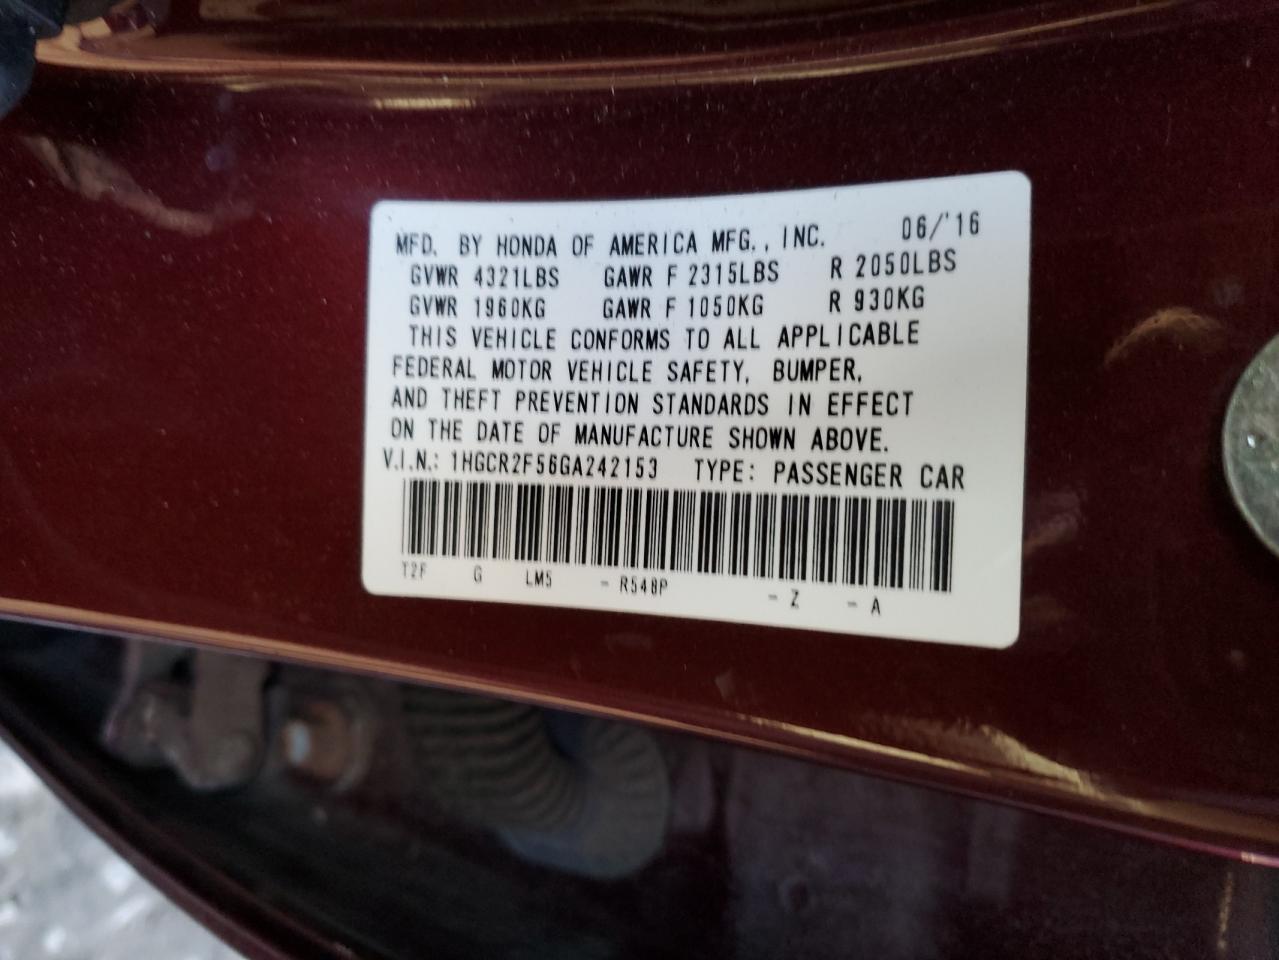 MFD. BY HONDA OF AMERICA MFG., INC. 06/'16
GVWR 4321LBS GAWR F 2315LBS R 2050LBS
GVWR 1960KG GAWR F 1050KG R 930KG
THIS VEHICLE CONFORMS TO ALL APPLICABLE
FEDERAL MOTOR VEHICLE SAFETY, BUMPER,
AND THEFT PREVENTION STANDARDS IN EFFECT
ON THE DATE OF MANUFACTURE SHOWN ABOVE.
V.I.N.: 1HGCR2F56GA242153 TYPE: PASSENGER CAR
T2F G LM5 - R548P - Z - A